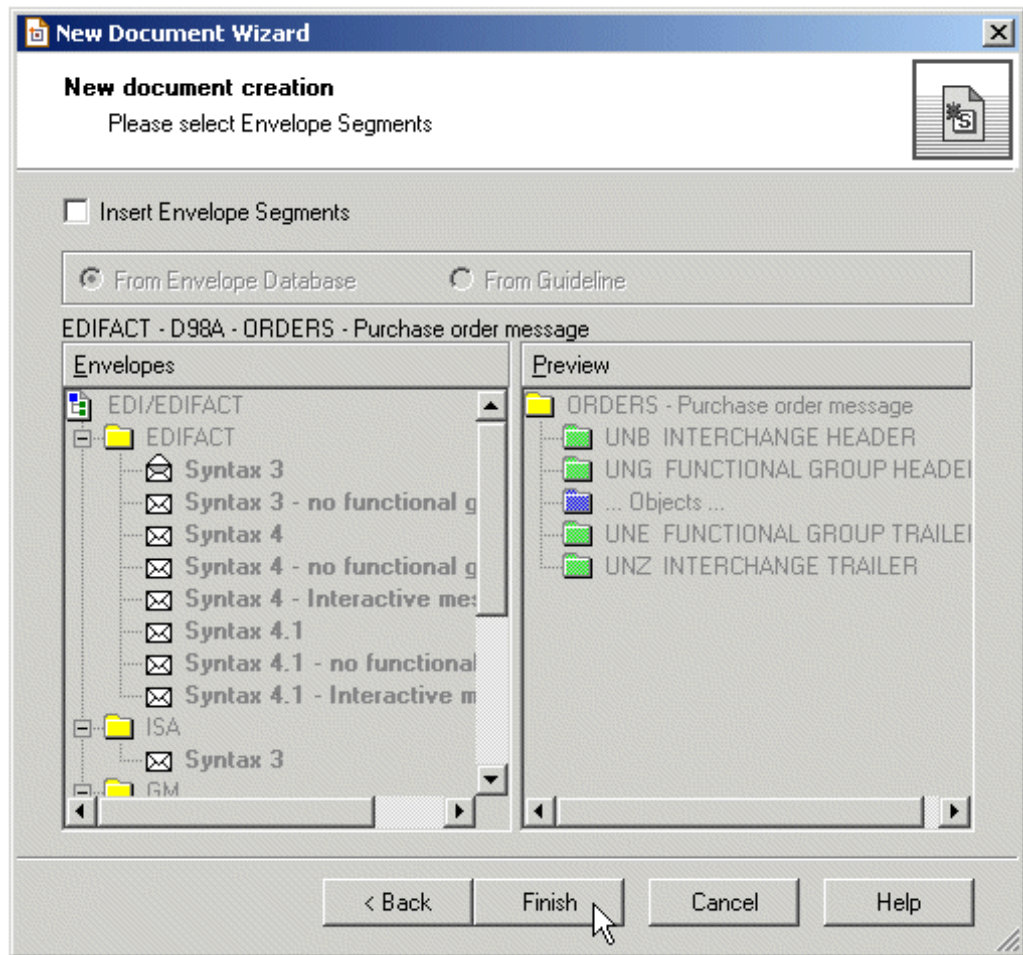 New Document Wizard
New document creation
Please select Envelope Segments
Insert Envelope Segments
From Envelope Database From Guideline
EDIFACT - D98A - ORDERS - Purchase order message
Envelopes
EDI/EDIFACT
EDIFACT
Syntax 3
Syntax 3 - no functional g
Syntax 4
Syntax 4 - no functional g
Syntax 4 - Interactive mes
Syntax 4.1
Syntax 4.1 - no functional
Syntax 4.1 - Interactive m
ISA
Syntax 3
GM
Preview
ORDERS - Purchase order message
UNB INTERCHANGE HEADER
UNG FUNCTIONAL GROUP HEADE
... Objects ...
UNE FUNCTIONAL GROUP TRAILE
UNZ INTERCHANGE TRAILER
< Back Finish Cancel Help